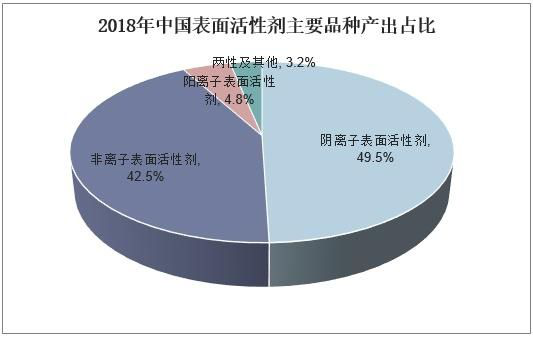 2018年中国表面活性剂主要品种产出占比
两性及其他, 3.2%
阳离子表面活性
剂, 4.8%
阴离子表面活性剂,
49.5%
非离子表面活性剂,
42.5%